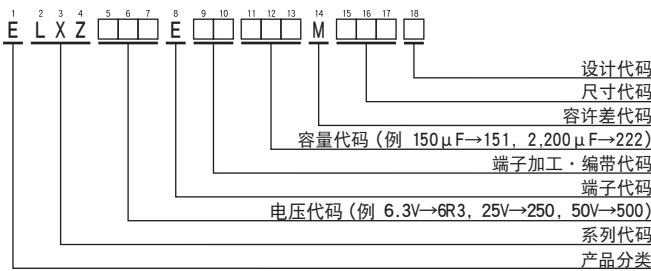 1 2 3 4 5 6 7 8 9 10 11 12 13 14 15 16 17 18
E LXZ□□□ E □□ □□□ M □□□ □
设计代码
尺寸代码
容许差代码
容量代码 (例 150μF→151, 2,200μF→222)
端子加工·编带代码
端子代码
电压代码 (例 6.3V→6R3, 25V→250, 50V→500)
系列代码
产品分类